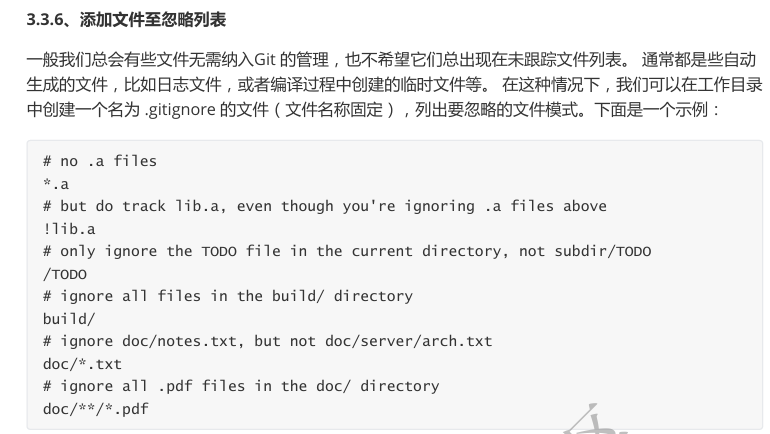 3.3.6、添加文件至忽略列表
一般我们总会有些文件无需纳入Git 的管理，也不希望它们总出现在未跟踪文件列表。 通常都是些自动
生成的文件，比如日志文件，或者编译过程中创建的临时文件等。 在这种情况下，我们可以在工作目录
中创建一个名为 .gitignore 的文件（文件名称固定），列出要忽略的文件模式。下面是一个示例：
# no .a files
*.a
# but do track lib.a, even though you're ignoring .a files above
!lib.a
# only ignore the TODO file in the current directory, not subdir/TODO
/TODO
# ignore all files in the build/ directory
build/
# ignore doc/notes.txt, but not doc/server/arch.txt
doc/*.txt
# ignore all .pdf files in the doc/ directory
doc/**/*.pdf